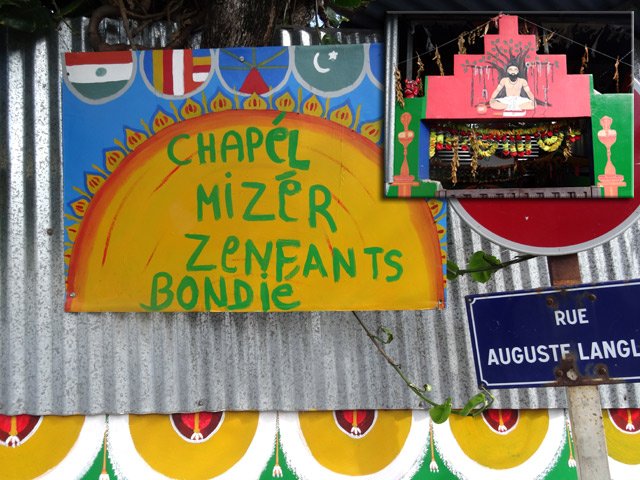 CHAPéL
MiZéR
ZENFANTS
BONDié
RUE
AUGUSTE LANGL